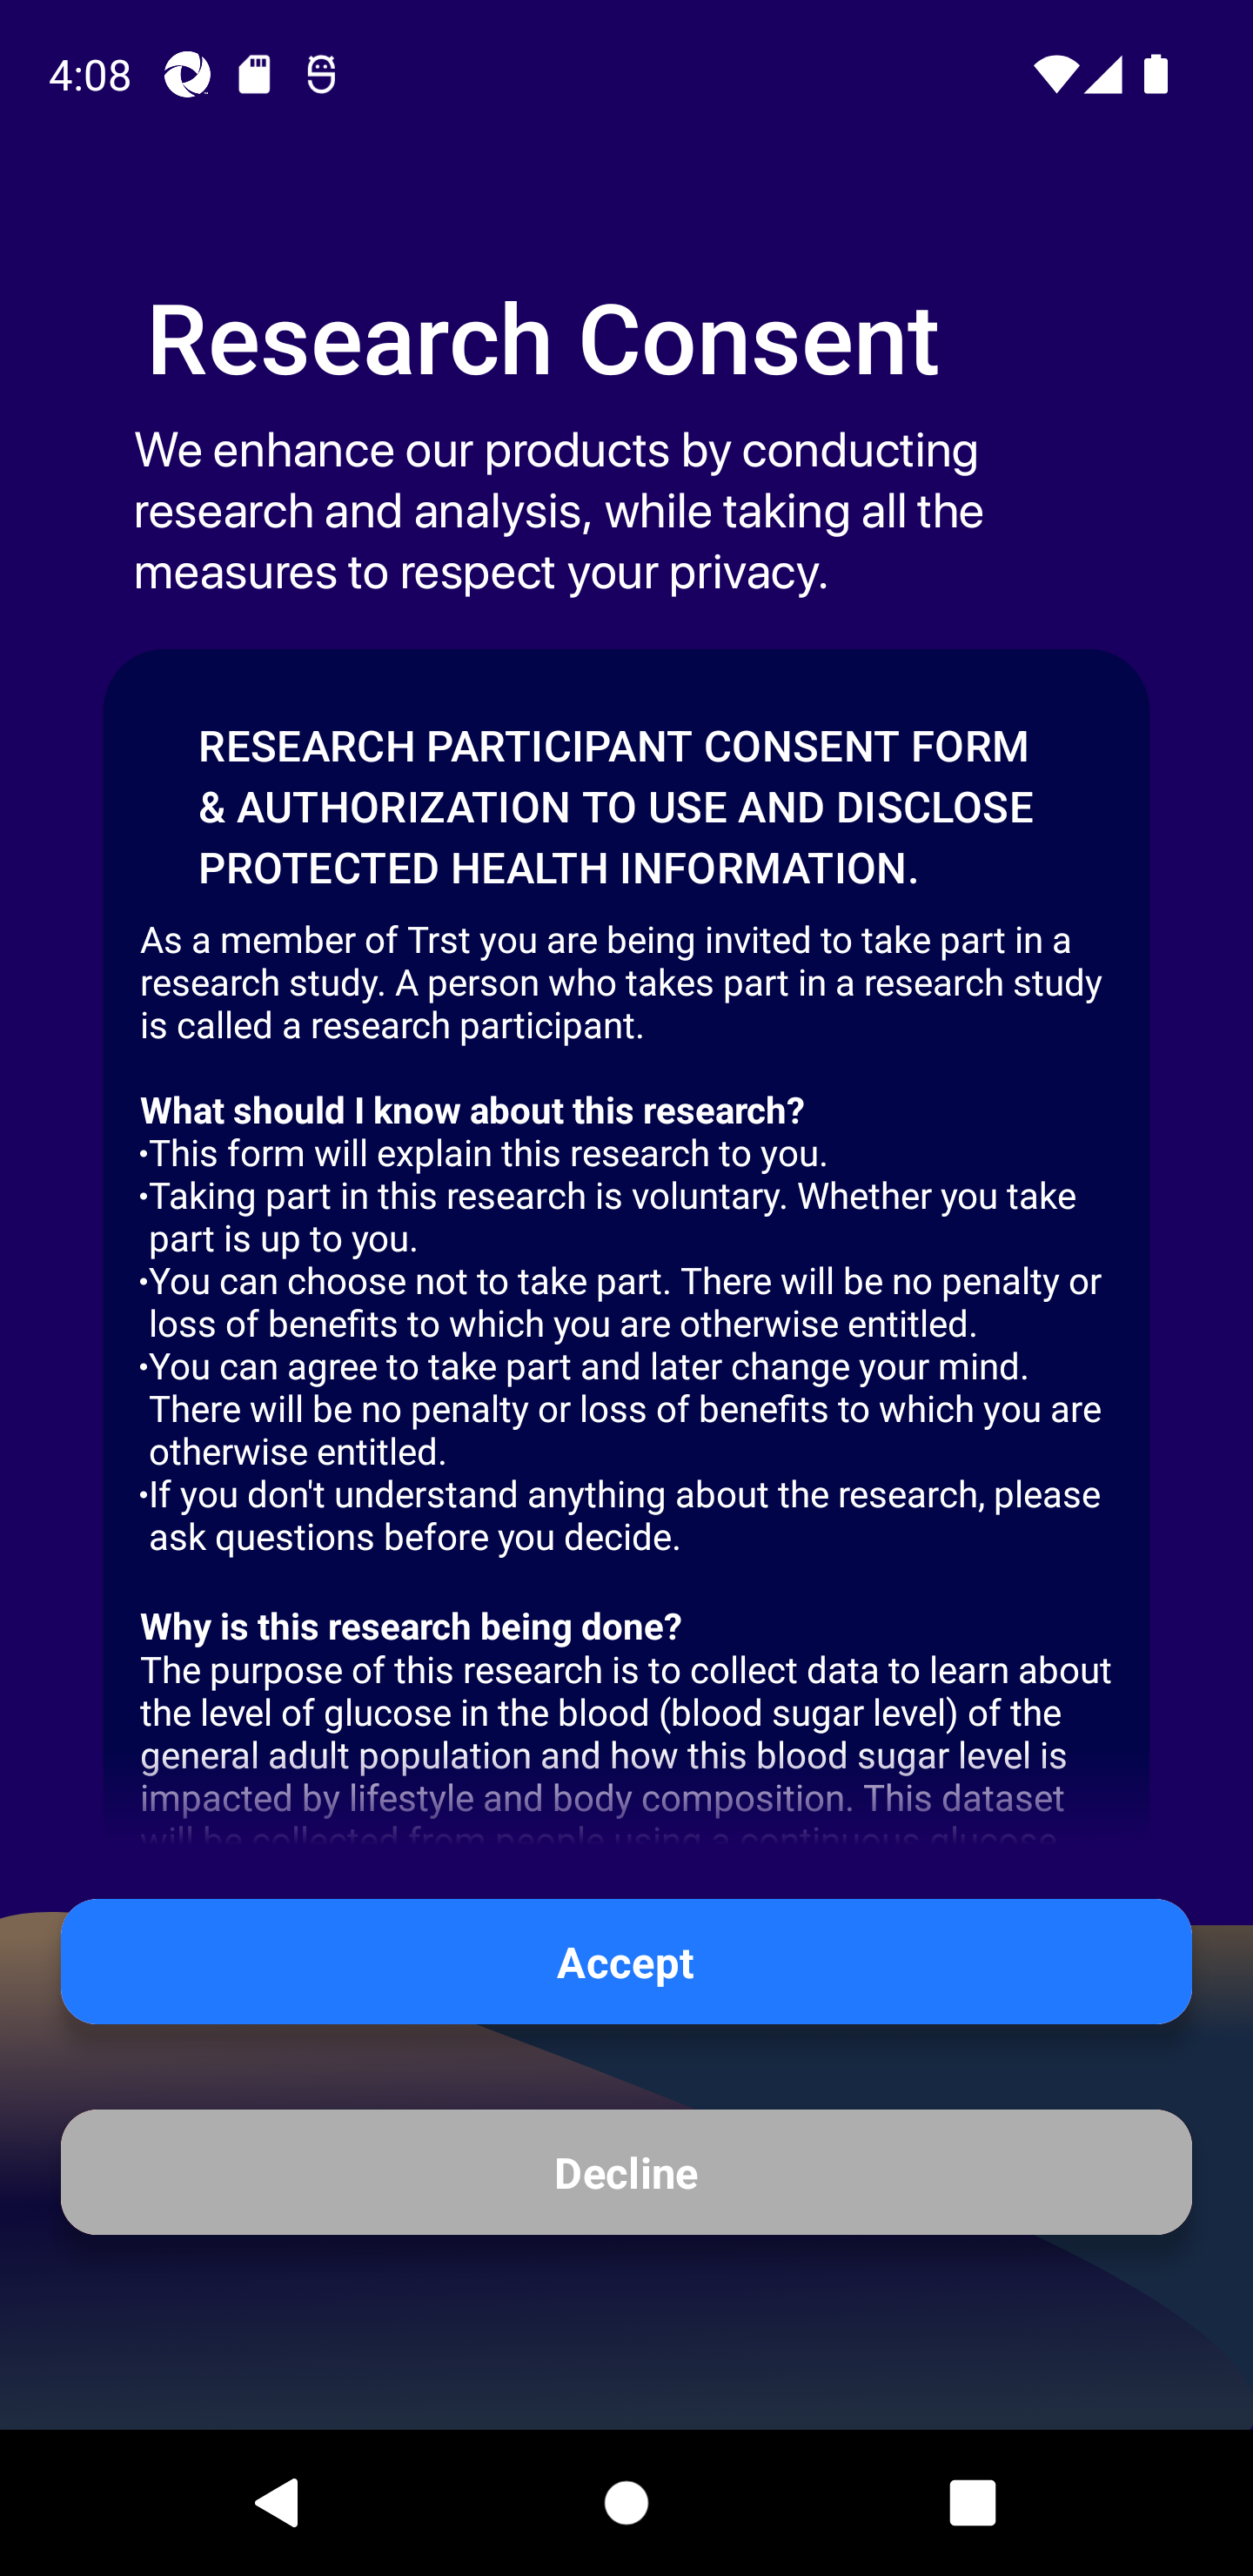 4:08
Research Consent
We enhance our products by conducting
research and analysis, while taking all the
measures to respect your privacy.
RESEARCH PARTICIPANT CONSENT FORM
& AUTHORIZATION TO USE AND DISCLOSE
PROTECTED HEALTH INFORMATION.
As a member of Trst you are being invited to take part in a
research study. A person who takes part in a research study
is called a research participant.
What should I know about this research?
•This form will explain this research to you.
•Taking part in this research is voluntary. Whether you take
part is up to you.
•You can choose not to take part. There will be no penalty or
loss of benefits to which you are otherwise entitled.
•You can agree to take part and later change your mind.
There will be no penalty or loss of benefits to which you are
otherwise entitled.
•If you don't understand anything about the research, please
ask questions before you decide.
Why is this research being done?
The purpose of this research is to collect data to learn about
the level of glucose in the blood (blood sugar level) of the
general adult population and how this blood sugar level is
impacted by lifestyle and body composition. This dataset
will be collected from people using a continuous glucose
Accept
Decline